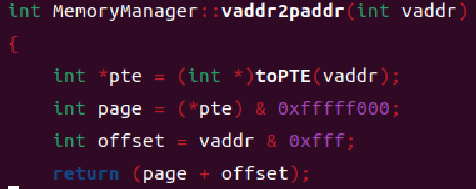 int MemoryManager::vaddr2paddr(int vaddr)
{
    int *pte = (int *)toPTE(vaddr);
    int page = (*pte) & 0xfffff000;
    int offset = vaddr & 0xfff;
    return (page + offset);